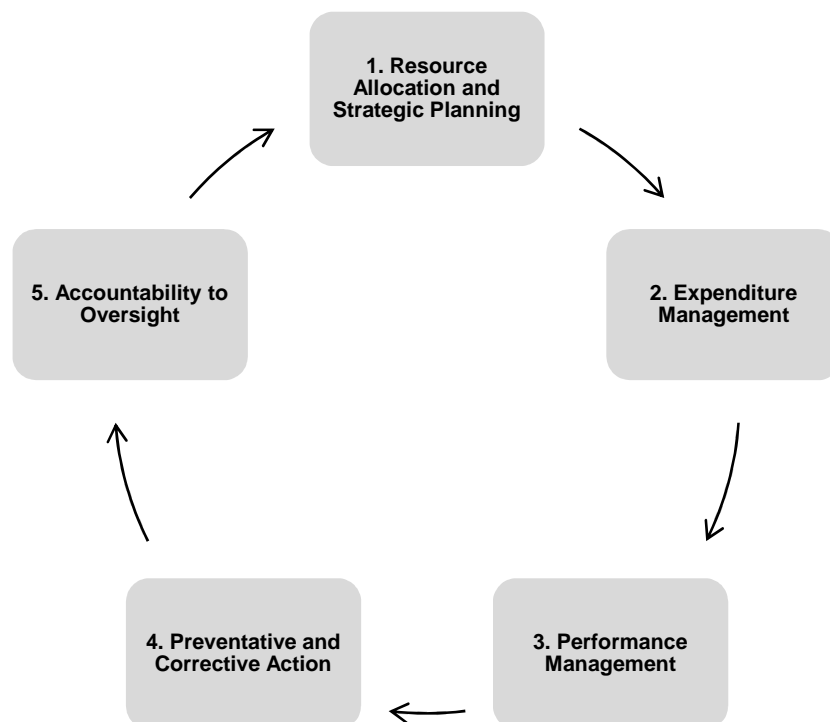 1. Resource
Allocation and
Strategic Planning
2. Expenditure
Management
3. Performance
Management
4. Preventative and
Corrective Action
5. Accountability to
Oversight